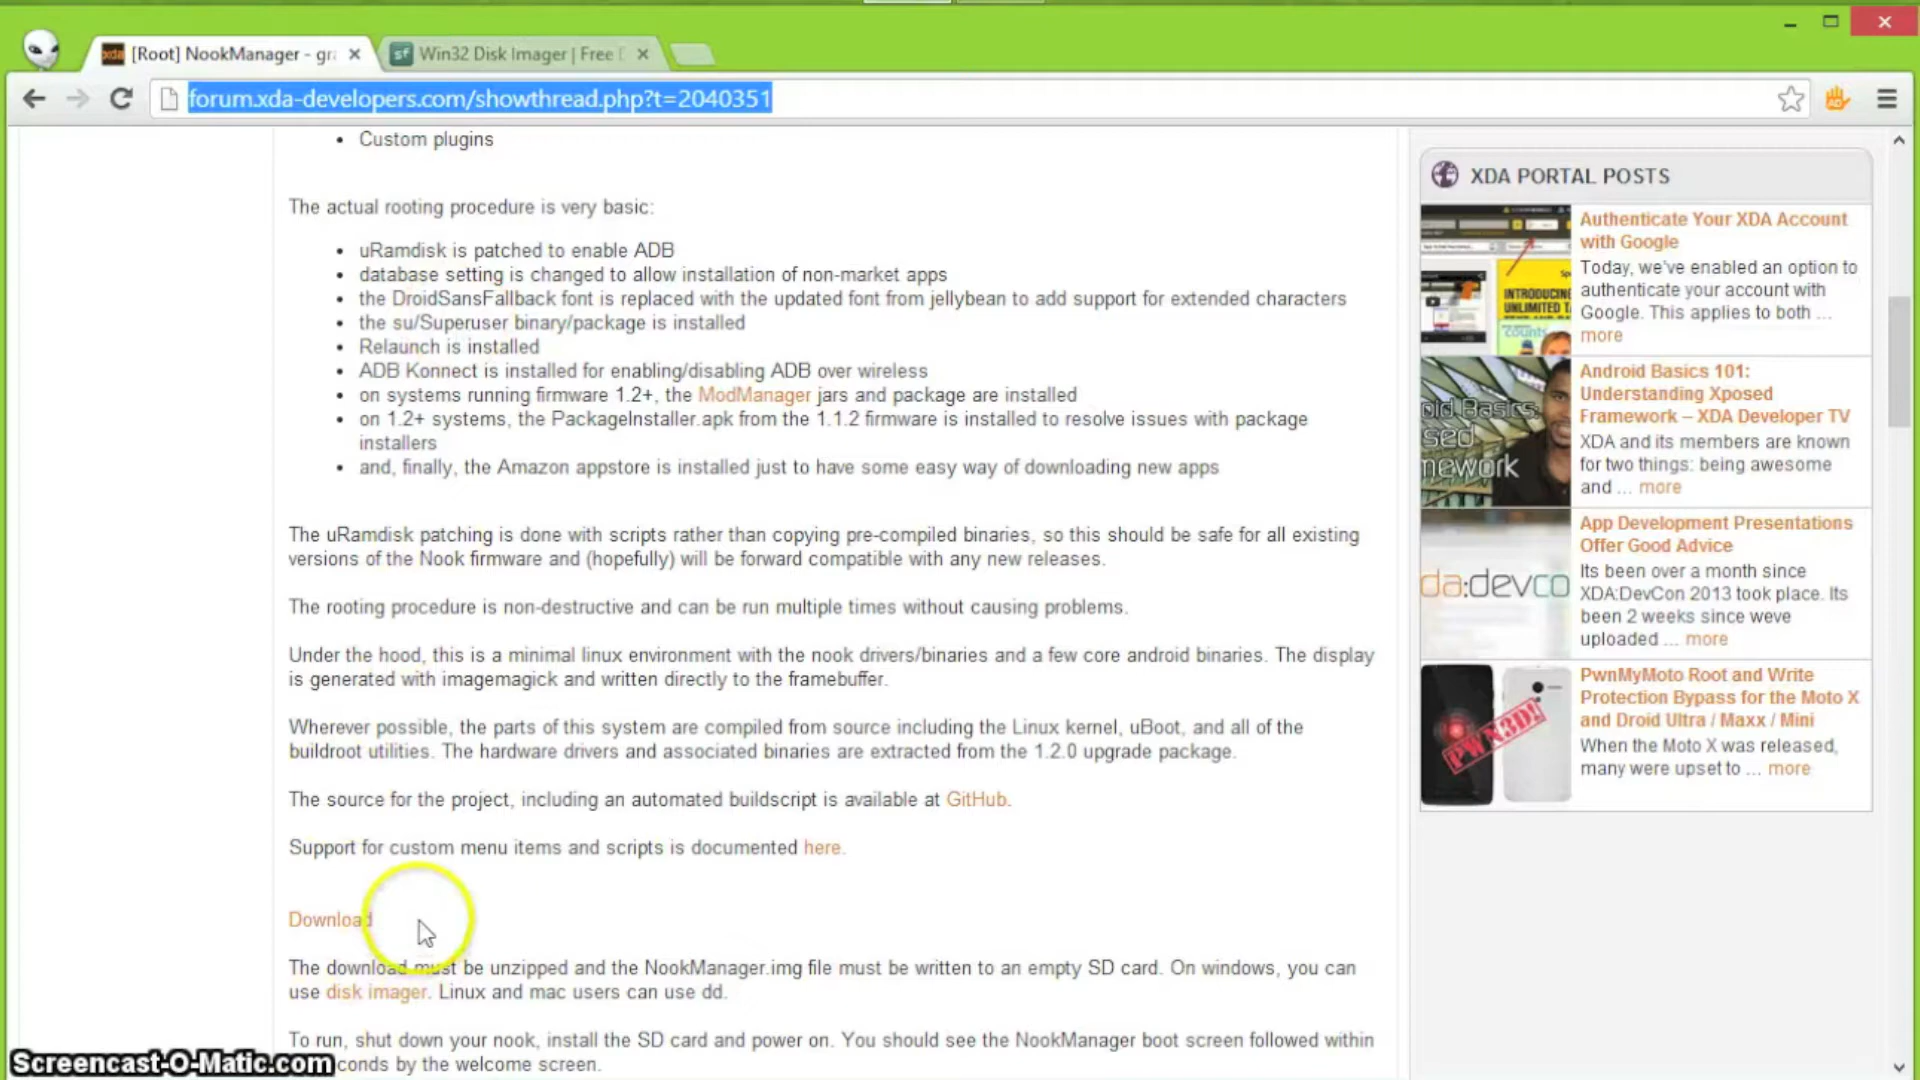 [Root] NookManager - gra
Win32 Disk Imager | Free D
forum.xda-developers.com/showthread.php?t=2040351
Custom plugins
The actual rooting procedure is very basic:
uRamdisk is patched to enable ADB
database setting is changed to allow installation of non-market apps
the DroidSansFallback font is replaced with the updated font from jellybean to add support for extended characters
the su/Superuser binary/package is installed
Relaunch is installed
ADB Konnect is installed for enabling/disabling ADB over wireless
on systems running firmware 1.2+, the ModManager jars and package are installed
on 1.2+ systems, the PackageInstaller.apk from the 1.1.2 firmware is installed to resolve issues with package
installers
and, finally, the Amazon appstore is installed just to have some easy way of downloading new apps
The uRamdisk patching is done with scripts rather than copying pre-compiled binaries, so this should be safe for all existing
versions of the Nook firmware and (hopefully) will be forward compatible with any new releases.
The rooting procedure is non-destructive and can be run multiple times without causing problems.
Under the hood, this is a minimal linux environment with the nook drivers/binaries and a few core android binaries. The display
is generated with imagemagick and written directly to the framebuffer.
Wherever possible, the parts of this system are compiled from source including the Linux kernel, uBoot, and all of the
buildroot utilities. The hardware drivers and associated binaries are extracted from the 1.2.0 upgrade package.
The source for the project, including an automated buildscript is available at GitHub.
Support for custom menu items and scripts is documented here.
Download
The download must be unzipped and the NookManager.img file must be written to an empty SD card. On windows, you can
use disk imager. Linux and mac users can use dd.
To run, shut down your nook, install the SD card and power on. You should see the NookManager boot screen followed within
conds by the welcome screen.
XDA PORTAL POSTS
Authenticate Your XDA Account
with Google
Today, we've enabled an option to
authenticate your account with
Google. This applies to both ...
more
INTRODUCING
UNLIMITED TA
counts
Android Basics 101:
Understanding Xposed
Framework – XDA Developer TV
XDA and its members are known
for two things: being awesome
and ... more
oid Basics:
sed
mework
App Development Presentations
Offer Good Advice
Its been over a month since
XDA:DevCon 2013 took place. Its
been 2 weeks since weve
uploaded ... more
da:devco
PwnMyMoto Root and Write
Protection Bypass for the Moto X
and Droid Ultra / Maxx / Mini
When the Moto X was released,
many were upset to ... more
PWN3D!
Screencast-O-Matic.com